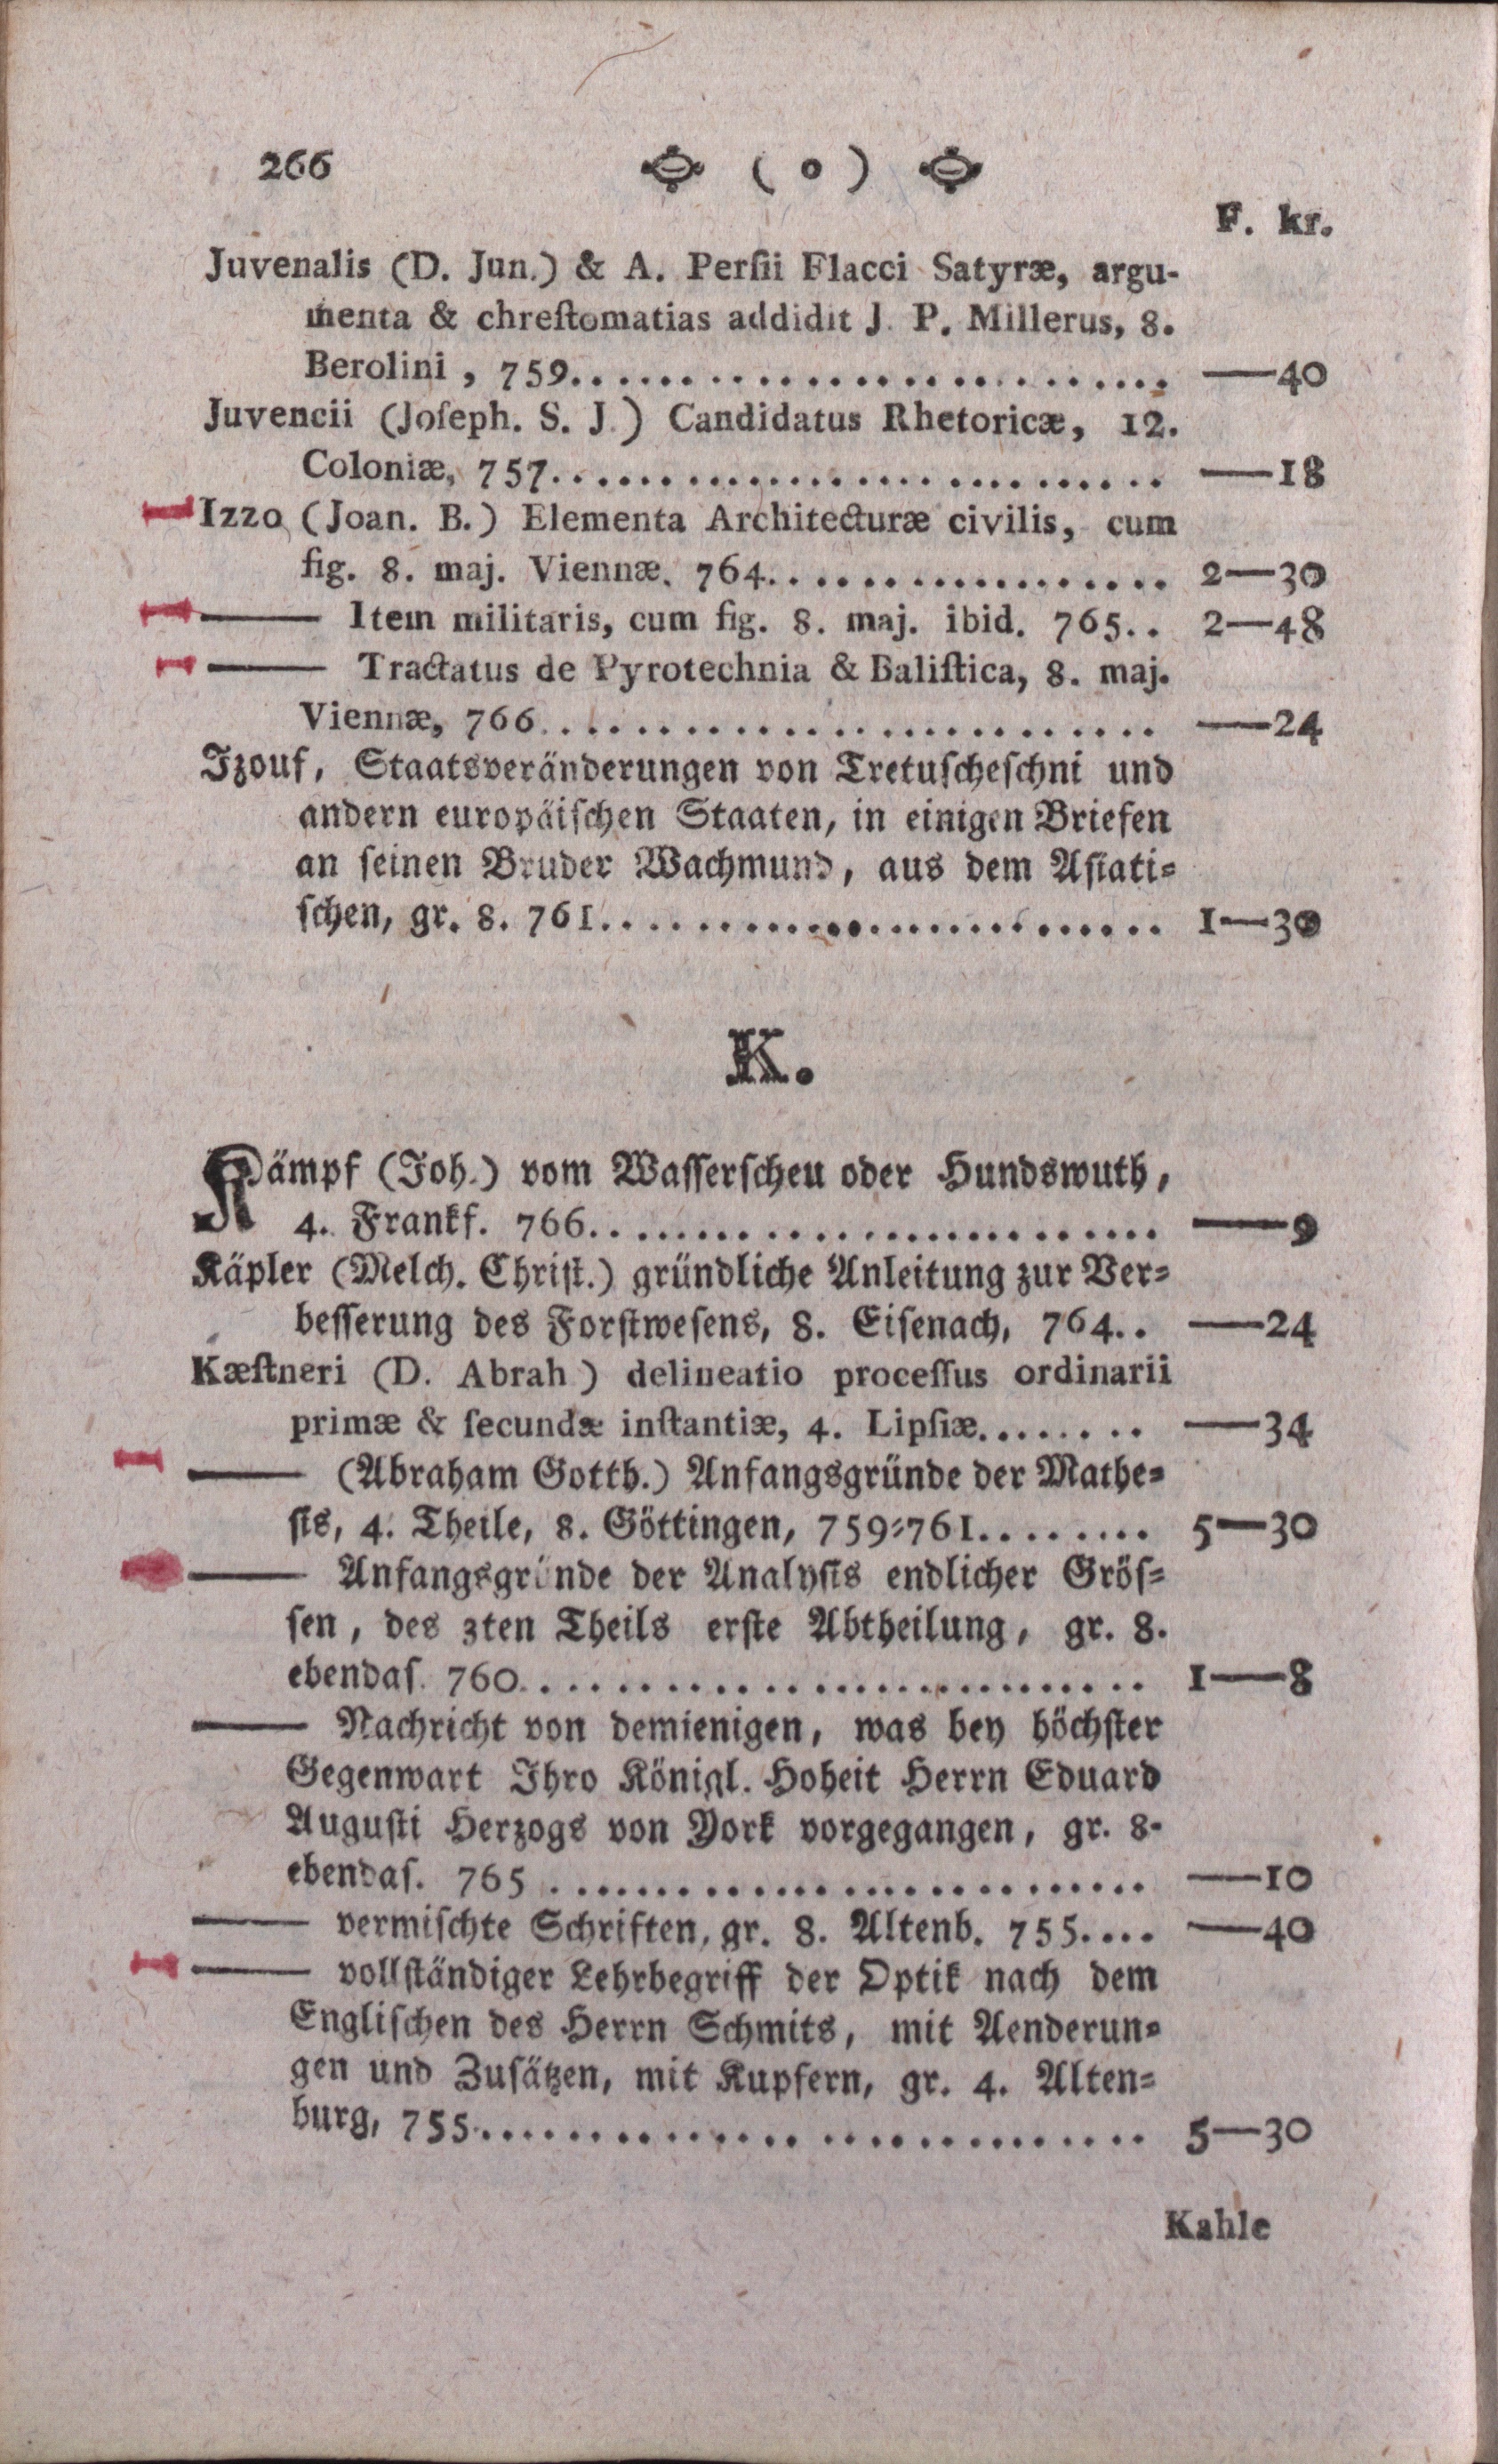 266 ( o )
F. kr.
Juvenalis (D. Jun.) & A. Perſii Flacci Satyræ, argu-
menta & chreſtomatias addidit J. P. Millerus, 8.
Berolini, 759. . . . . . . . . . . . . . . . . . . . . . . . . —40
Juvencii (Joſeph. S. J.) Candidatus Rhetoricæ, 12.
Coloniæ, 757. . . . . . . . . . . . . . . . . . . . . . . . . —18
Izzo (Joan. B.) Elementa Architecturæ civilis, cum
fig. 8. maj. Viennæ. 764. . . . . . . . . . . . . . . . . 2—30
—— Item militaris, cum fig. 8. maj. ibid. 765. . 2—48
—— Tractatus de Pyrotechnia & Baliſtica, 8. maj.
Viennæ, 766. . . . . . . . . . . . . . . . . . . . . . . . . —24
Izouf, Staatsveränderungen von Tretuſcheſchni und
andern europäiſchen Staaten, in einigen Briefen
an ſeinen Bruder Wachmund, aus dem Aſiati=
ſchen, gr. 8. 761. . . . . . . . . . . . . . . . . . . . . . . 1—30
K.
Kämpf (Joh.) vom Waſſerſcheu oder Hundswuth,
4. Frankf. 766. . . . . . . . . . . . . . . . . . . . . . . . —9
Käpler (Melch. Chriſt.) gründliche Anleitung zur Ver=
beſſerung des Forſtweſens, 8. Eiſenach, 764. . —24
Kæſtneri (D. Abrah.) delineatio proceſſus ordinarii
primæ & ſecundæ inſtantiæ, 4. Lipſiæ. . . . . . . . —34
—— (Abraham Gotth.) Anfangsgründe der Mathe=
ſis, 4. Theile, 8. Göttingen, 759=761. . . . . . . . 5—30
—— Anfangsgründe der Analyſis endlicher Gröſ=
ſen, des 3ten Theils erſte Abtheilung, gr. 8.
ebendaſ. 760. . . . . . . . . . . . . . . . . . . . . . . . . . 1—8
—— Nachricht von demienigen, was bey höchſter
Gegenwart Ihro Königl. Hoheit Herrn Eduard
Auguſti Herzogs von York vorgegangen, gr. 8.
ebendaſ. 765 . . . . . . . . . . . . . . . . . . . . . . . . . —10
—— vermiſchte Schriften, gr. 8. Altenb. 755. . . . —40
—— vollſtändiger Lehrbegriff der Optik nach dem
Engliſchen des Herrn Schmits, mit Aenderun=
gen und Zuſätzen, mit Kupfern, gr. 4. Alten=
burg, 755. . . . . . . . . . . . . . . . . . . . . . . . . . . . 5—30
Kahle